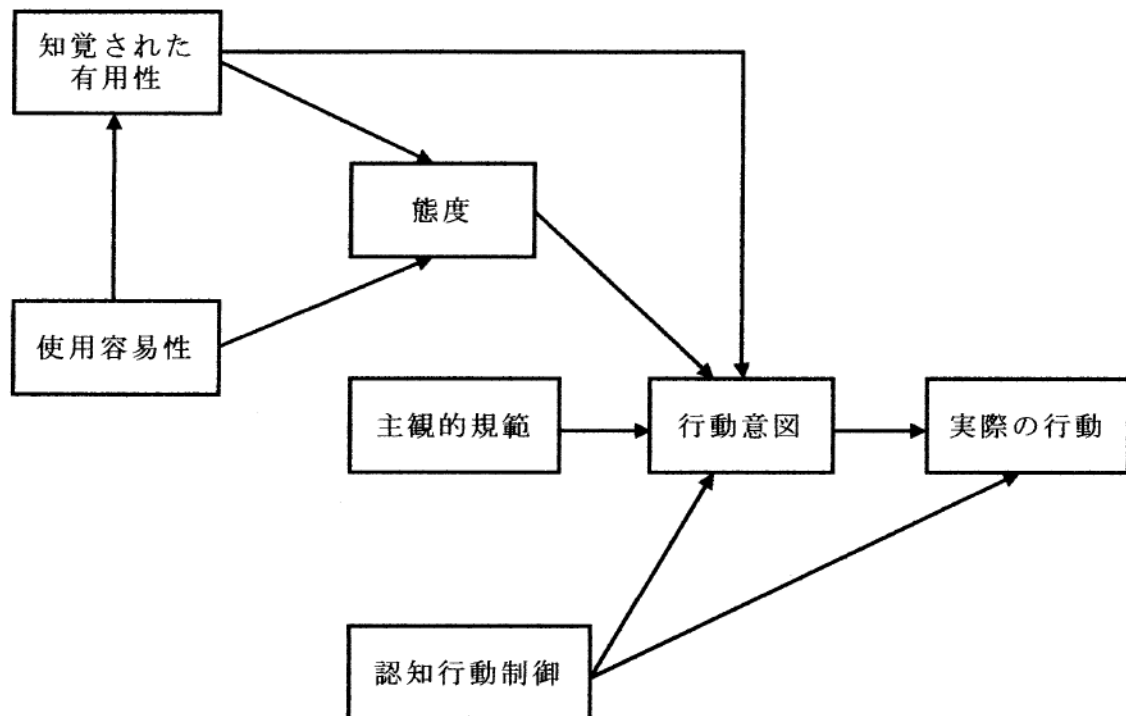 知覚された
有用性
態度
使用容易性
主観的規範
行動意図
実際の行動
認知行動制御